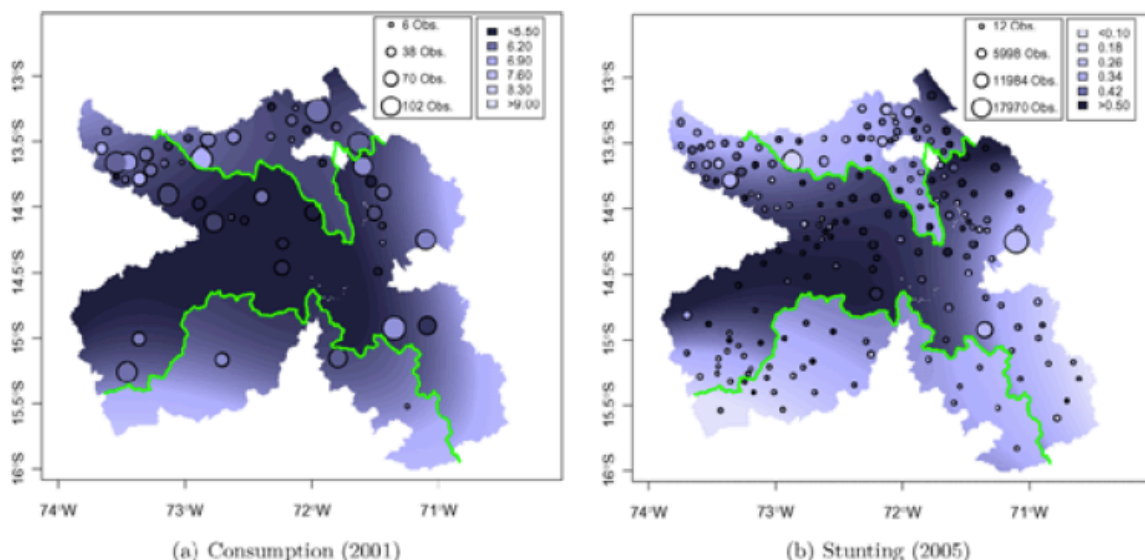 6 Obs.
38 Obs.
70 Obs.
102 Obs.
<5.50
6.20
6.90
7.60
8.30
>9.00
13°S
13.5°S
14°S
14.5°S
15°S
15.5°S
16°S
74°W
73°W
72°W
71°W
(a) Consumption (2001)
12 Obs.
5998 Obs.
11984 Obs.
17970 Obs.
<0.10
0.18
0.26
0.34
0.42
>0.50
13°S
13.5°S
14°S
14.5°S
15°S
15.5°S
16°S
74°W
73°W
72°W
71°W
(b) Stunting (2005)